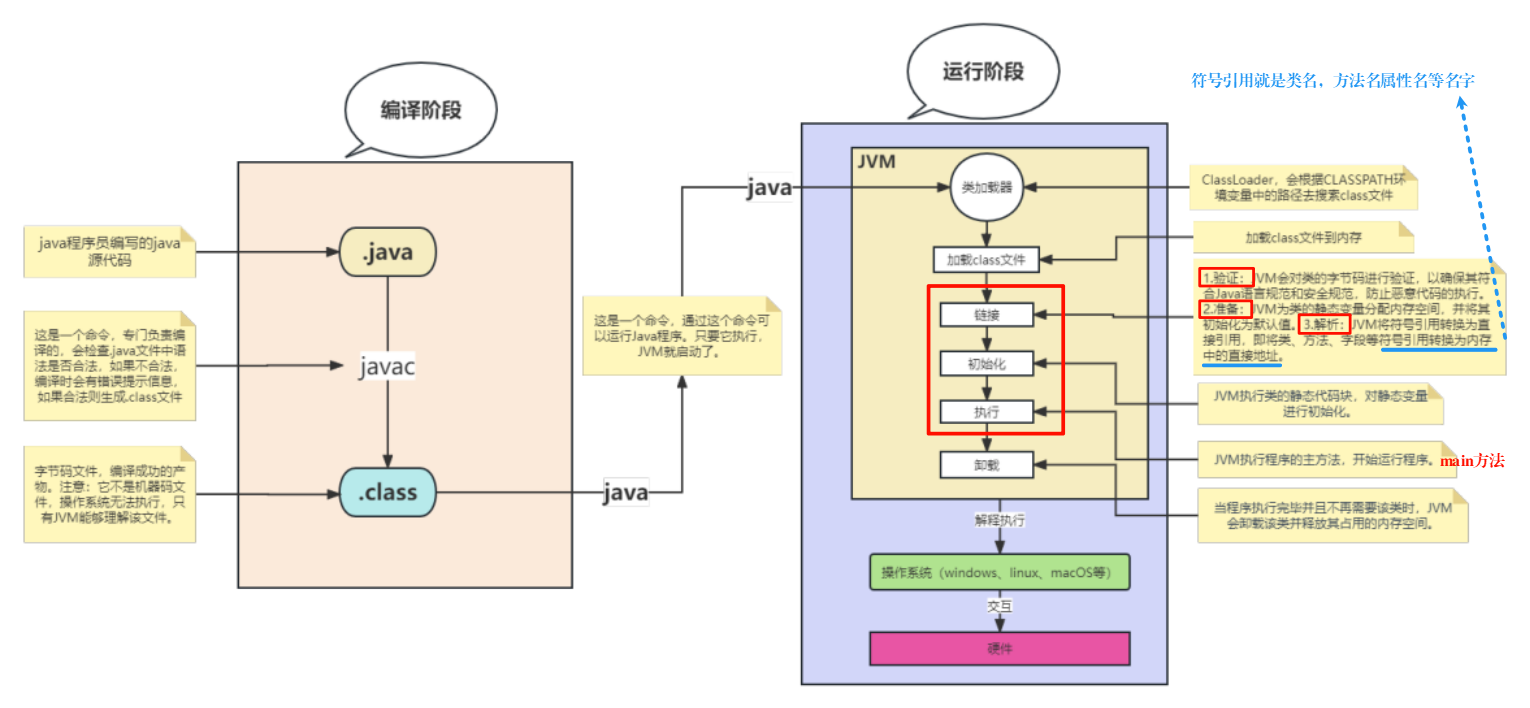 编译阶段
java程序员编写的java
源代码
.java
这是一个命令，专门负责编
译的，会检查.java文件中语
法是否合法，如果不合法，
编译时会有错误提示信息，
如果合法则生成.class文件
javac
字节码文件，编译成功的产
物。注意：它不是机器码文
件，操作系统无法执行，只
有JVM能够理解该文件。
.class
java
这是一个命令，通过这个命令可
以运行Java程序。只要它执行，
JVM就启动了。
java
运行阶段
JVM
类加载器
加载class文件
链接
初始化
执行
卸载
解释执行
操作系统（windows、linux、macOS等）
交互
硬件
符号引用就是类名，方法名属性名等名字
ClassLoader，会根据CLASSPATH环
境变量中的路径去搜索class文件
加载class文件到内存
1.验证：JVM会对类的字节码进行验证，以确保其符
合Java语言规范和安全规范，防止恶意代码的执行。
2.准备：JVM为类的静态变量分配内存空间，并将其
初始化为默认值。3.解析：JVM将符号引用转换为直
接引用，即将类、方法、字段等符号引用转换为内存
中的直接地址。
JVM执行类的静态代码块，对静态变量
进行初始化。
JVM执行程序的主方法，开始运行程序。main方法
当程序执行完毕并且不再需要该类时，JVM
会卸载该类并释放其占用的内存空间。